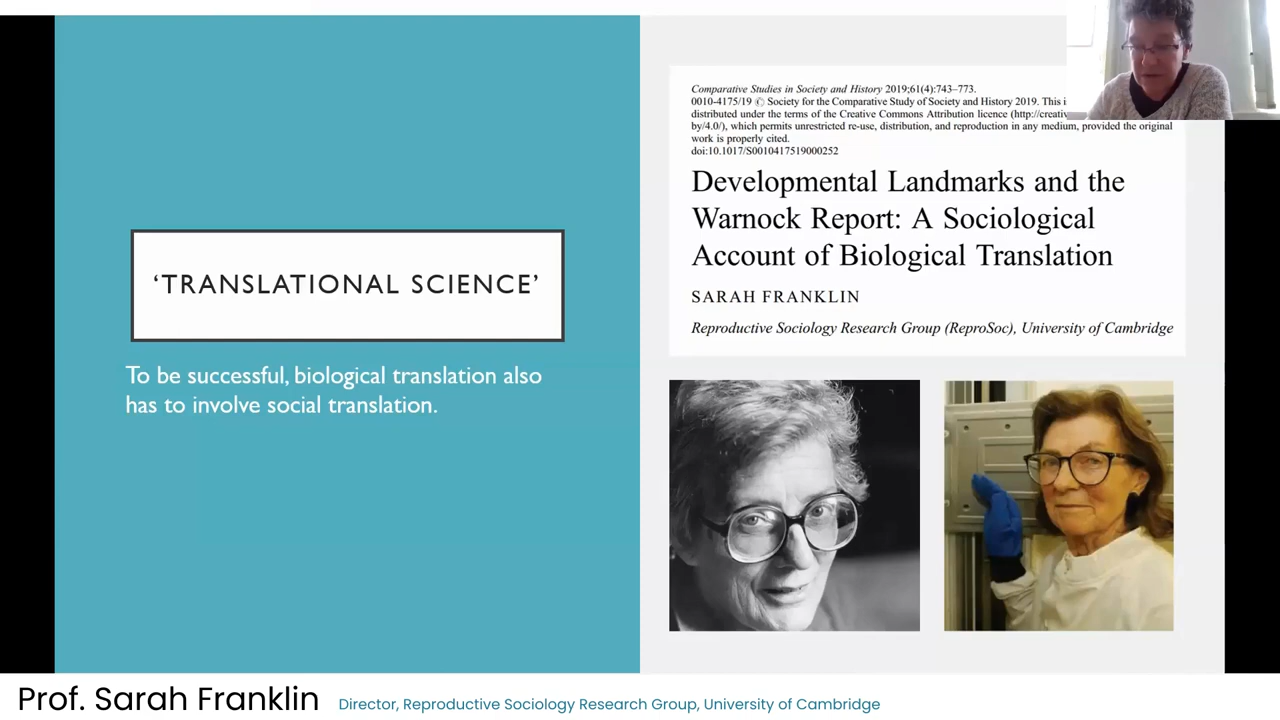 ‘TRANSLATIONAL SCIENCE’
To be successful, biological translation also
has to involve social translation.
Comparative Studies in Society and History 2019;61(4):743–773.
0010-4175/19 © Society for the Comparative Study of Society and History 2019. This
distributed under the terms of the Creative Commons Attribution licence
by/4.0/), which permits unrestricted re-use, distribution, and reproduction in any medium, provided the original
work is properly cited.
doi:10.1017/S0010417519000252
Developmental Landmarks and the
Warnock Report: A Sociological
Account of Biological Translation
SARAH FRANKLIN
Reproductive Sociology Research Group (ReproSoc), University of Cambridge
Prof. Sarah Franklin
Director, Reproductive Sociology Research Group, University of Cambridge